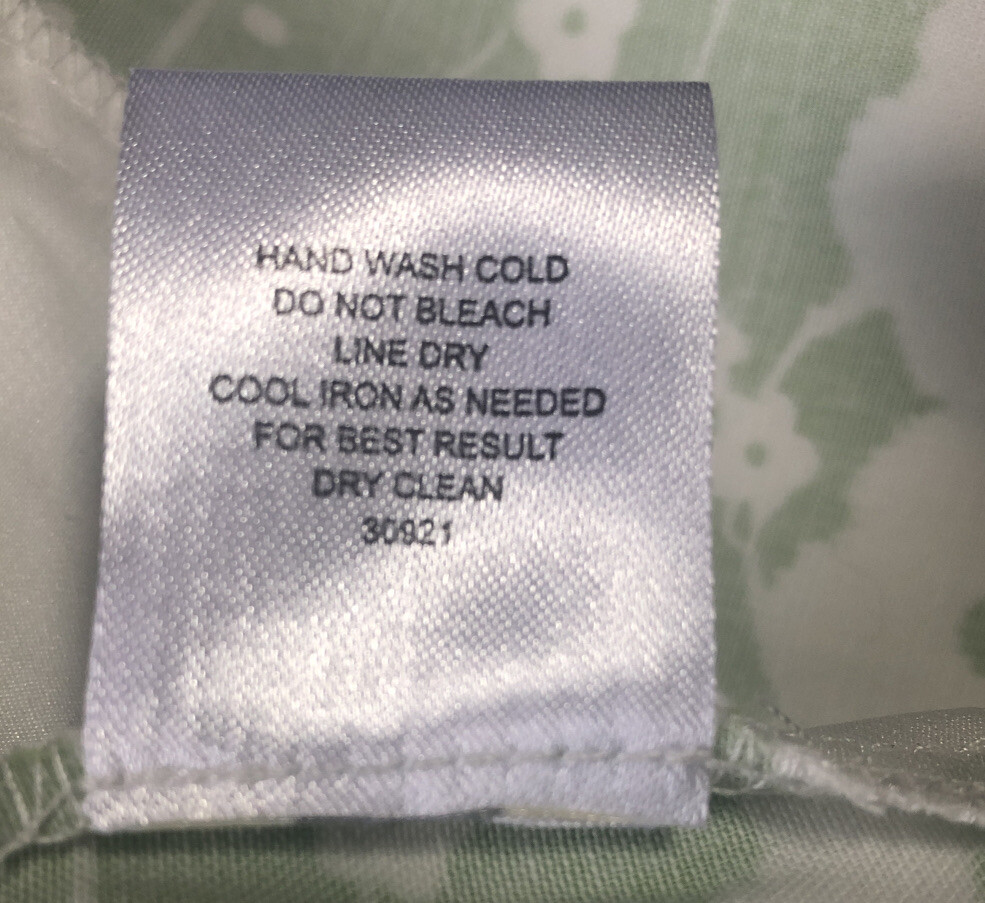 HAND WASH COLD
DO NOT BLEACH
LINE DRY
COOL IRON AS NEEDED
FOR BEST RESULT
DRY CLEAN
30921